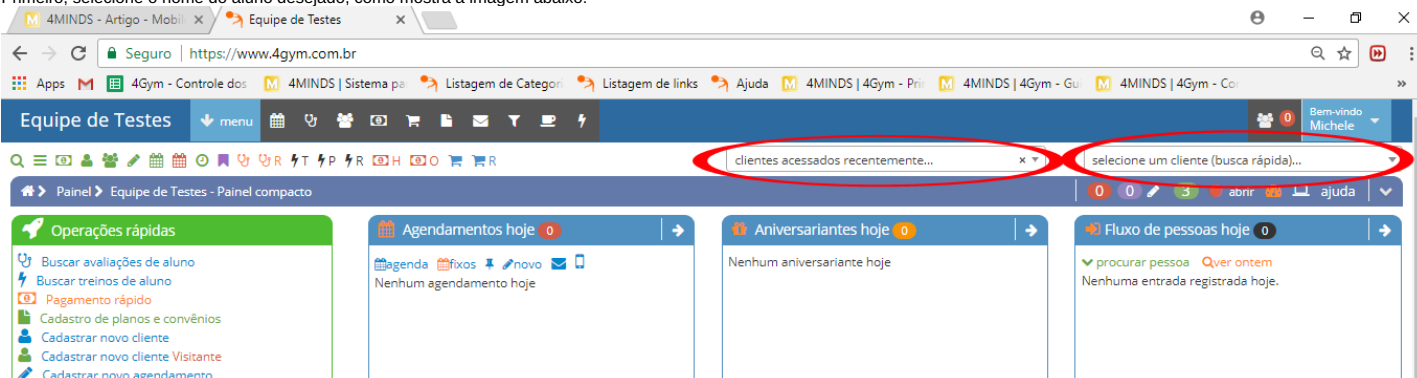 Primeiro, selecione o nome do aluno desejado, como mostra a imagem abaixo:
4MINDS - Artigo - Mobil
Equipe de Testes
Seguro | https://www.4gym.com.br
Apps 4Gym - Controle dos 4MINDS | Sistema pa Listagem de Categori Listagem de links Ajuda 4MINDS | 4Gym - Pri 4MINDS | 4Gym - Gu 4MINDS | 4Gym - Co
Equipe de Testes menu 0 Bem-vindo
Michele
R T P R H O R clientes acessados recentemente... selecione um cliente (busca rápida)...
Painel Equipe de Testes - Painel compacto 0 0 3 abrir ajuda
Operações rápidas
Buscar avaliações de aluno
Buscar treinos de aluno
Pagamento rápido
Cadastro de planos e convênios
Cadastrar novo cliente
Cadastrar novo cliente Visitante
Cadastrar novo agendamento
Agendamentos hoje 0
agenda fixos novo
Nenhum agendamento hoje
Aniversariantes hoje 0
Nenhum aniversariante hoje
Fluxo de pessoas hoje 0
procurar pessoa ver ontem
Nenhuma entrada registrada hoje.